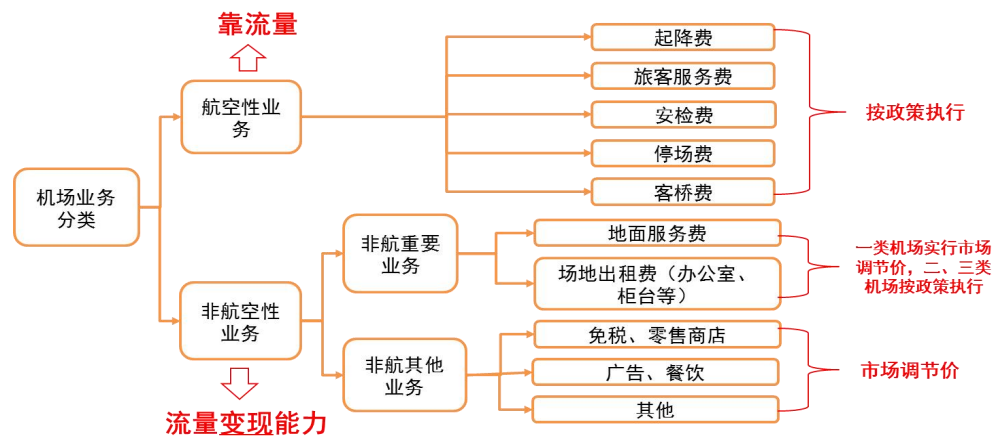 靠流量
航空性业
务
起降费
旅客服务费
安检费
停场费
客桥费
按政策执行
机场业务
分类
非航空性
业务
流量变现能力
非航重要
业务
地面服务费
场地出租费（办公室、
柜台等）
一类机场实行市场
调节价，二、三类
机场按政策执行
非航其他
业务
免税、零售商店
广告、餐饮
其他
市场调节价